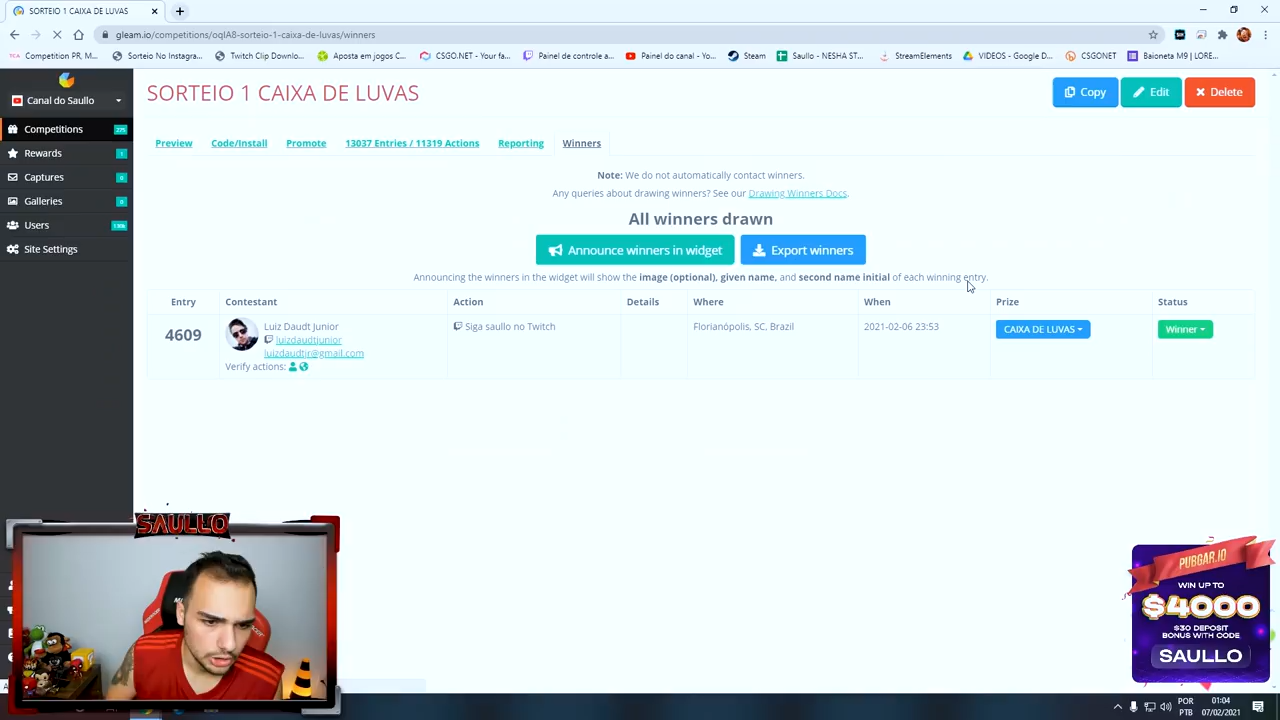 SORTEIO 1 CAIXA DE LUVAS
gleam.io/competitions/oqlA8-sorteio-1-caixa-de-luvas/winners
Competition PR, M...
Sorteio No Instagra...
Twitch Clip Downlo...
Aposta em jogos C...
CSGO.NET - Your fa...
Painel de controle a...
Painel do canal - Yo...
Steam
Saullo - NESHA ST...
StreamElements
VIDEOS - Google D...
CSGONET
Baioneta M9 | LORE...
Canal do Saullo
Competitions 275
Rewards 1
Captures 0
Galleries 0
Users 130k
Site Settings
SORTEIO 1 CAIXA DE LUVAS
Copy Edit Delete
Preview Code/Install Promote 13037 Entries / 11319 Actions Reporting Winners
Note: We do not automatically contact winners.
Any queries about drawing winners? See our Drawing Winners Docs.
All winners drawn
Announce winners in widget Export winners
Announcing the winners in the widget will show the image (optional), given name, and second name initial of each winning entry.
Entry Contestant Action Details Where When Prize Status
4609 Luiz Daudt Junior Siga saullo no Twitch Florianópolis, SC, Brazil 2021-02-06 23:53 CAIXA DE LUVAS Winner
luizdaudtjunior
luizdaudtjr@gmail.com
Verify actions:
SAULLO
PUBGAR.IO
WIN UP TO
$4000
$30 DEPOSIT
BONUS WITH CODE
SAULLO
POR 01:04
PTB 07/02/2021